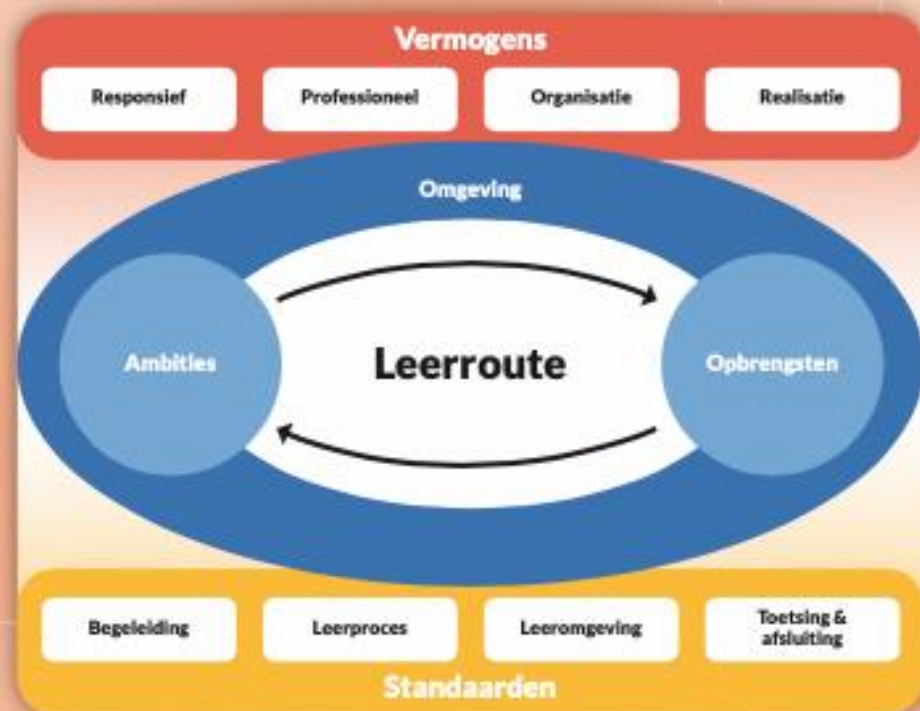 Vermogens
Responsief
Professioneel
Organisatie
Realisatie
Omgeving
Ambities
Leerroute
Opbrengsten
Begeleiding
Leerproces
Leeromgeving
Toetsing &
afsluiting
Standaarden